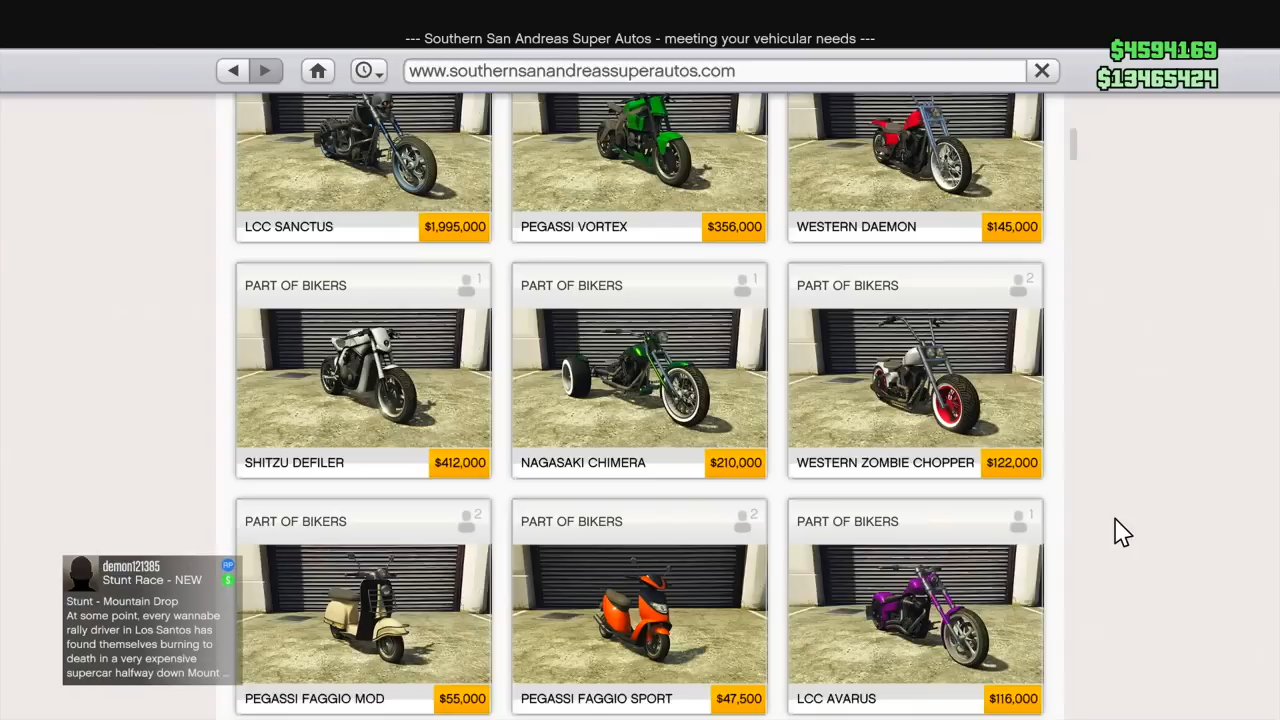 --- Southern San Andreas Super Autos - meeting your vehicular needs ---
$4594169
www.southernsanandreassuperautos.com
$13465424
LCC SANCTUS $1,995,000
PEGASSI VORTEX $356,000
WESTERN DAEMON $145,000
PART OF BIKERS 1
PART OF BIKERS 1
PART OF BIKERS 2
SHITZU DEFILER $412,000
NAGASAKI CHIMERA $210,000
WESTERN ZOMBIE CHOPPER $122,000
PART OF BIKERS 2
PART OF BIKERS 2
PART OF BIKERS 1
demon121385 RP
Stunt Race - NEW $
Stunt - Mountain Drop
At some point, every wannabe
rally driver in Los Santos has
found themselves burning to
death in a very expensive
supercar halfway down Mount ...
PEGASSI FAGGIO MOD $55,000
PEGASSI FAGGIO SPORT $47,500
LCC AVARUS $116,000